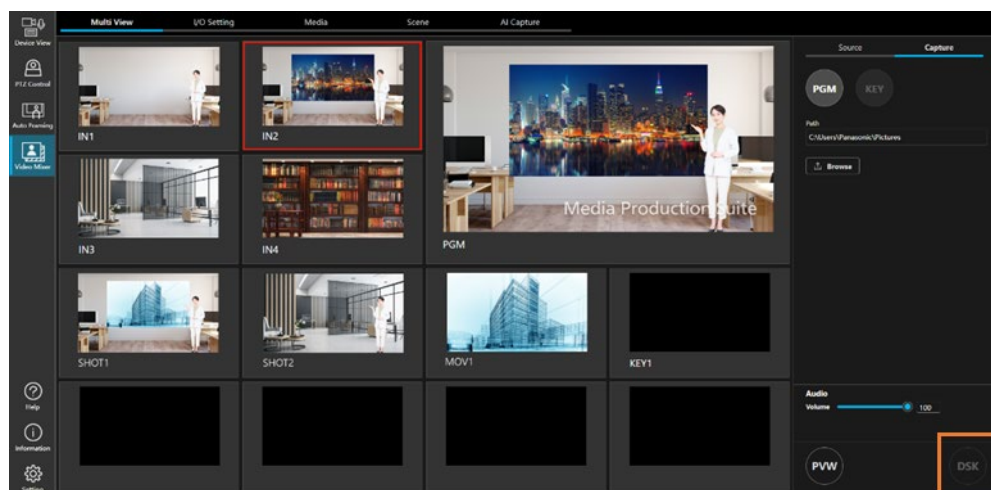 Multi View
I/O Setting
Media
Scene
AI Capture
Device View
PTZ Control
Auto Framing
Video Mixer
Help
Information
Setting
IN1
IN2
Media Production Suite
PGM
IN3
IN4
SHOT1
SHOT2
MOV1
KEY1
Source
Capture
PGM
KEY
Path
C:\Users\Panasonic\Pictures
Browse
Audio
Volume
100
PVW
DSK